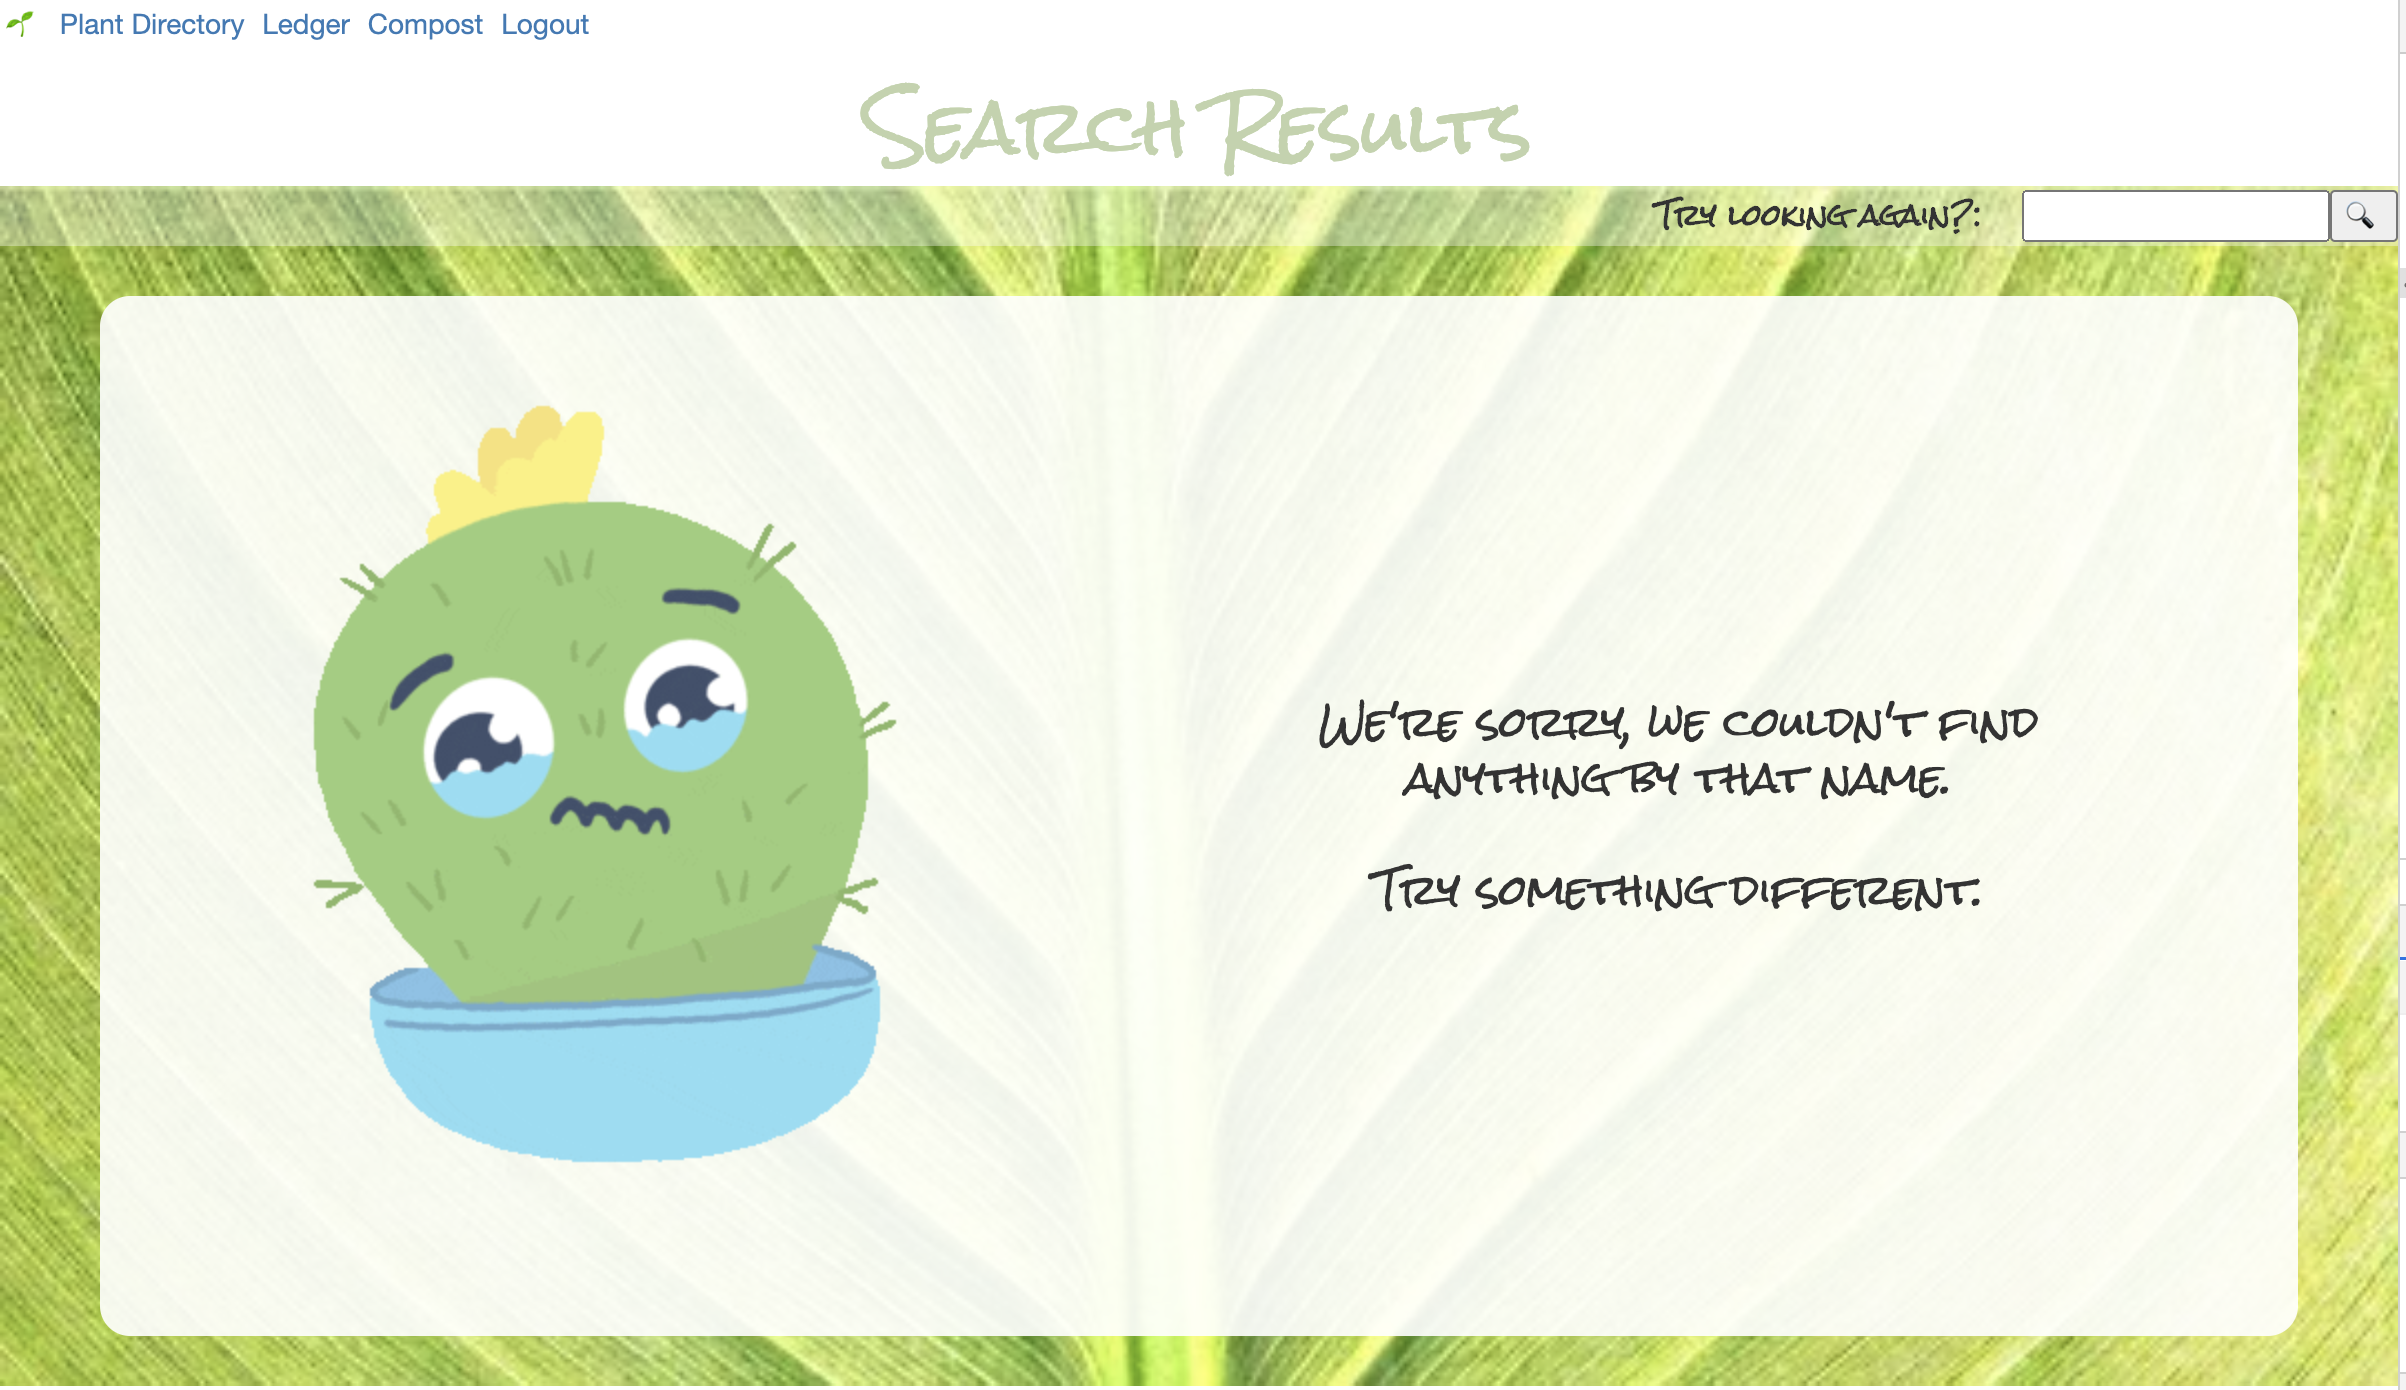 Plant Directory Ledger Compost Logout
Search Results
Try looking again?:
We're sorry, we couldn't find
anything by that name.
Try something different.